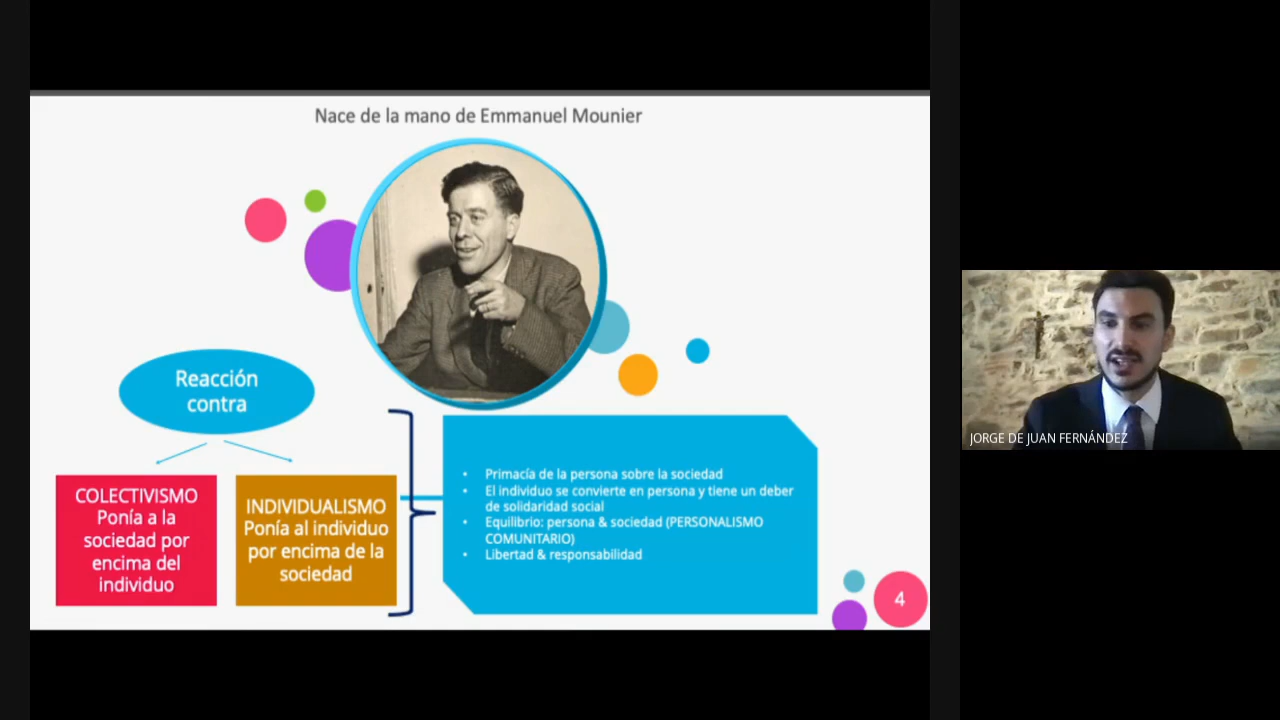 Nace de la mano de Emmanuel Mounier
Reacción
contra
COLECTIVISMO
Ponía a la
sociedad por
encima del
individuo
INDIVIDUALISMO
Ponía al individuo
por encima de la
sociedad
• Primacía de la persona sobre la sociedad
• El individuo se convierte en persona y tiene un deber
de solidaridad social
• Equilibrio: persona & sociedad (PERSONALISMO
COMUNITARIO)
• Libertad & responsabilidad
4
JORGE DE JUAN FERNÁNDEZ